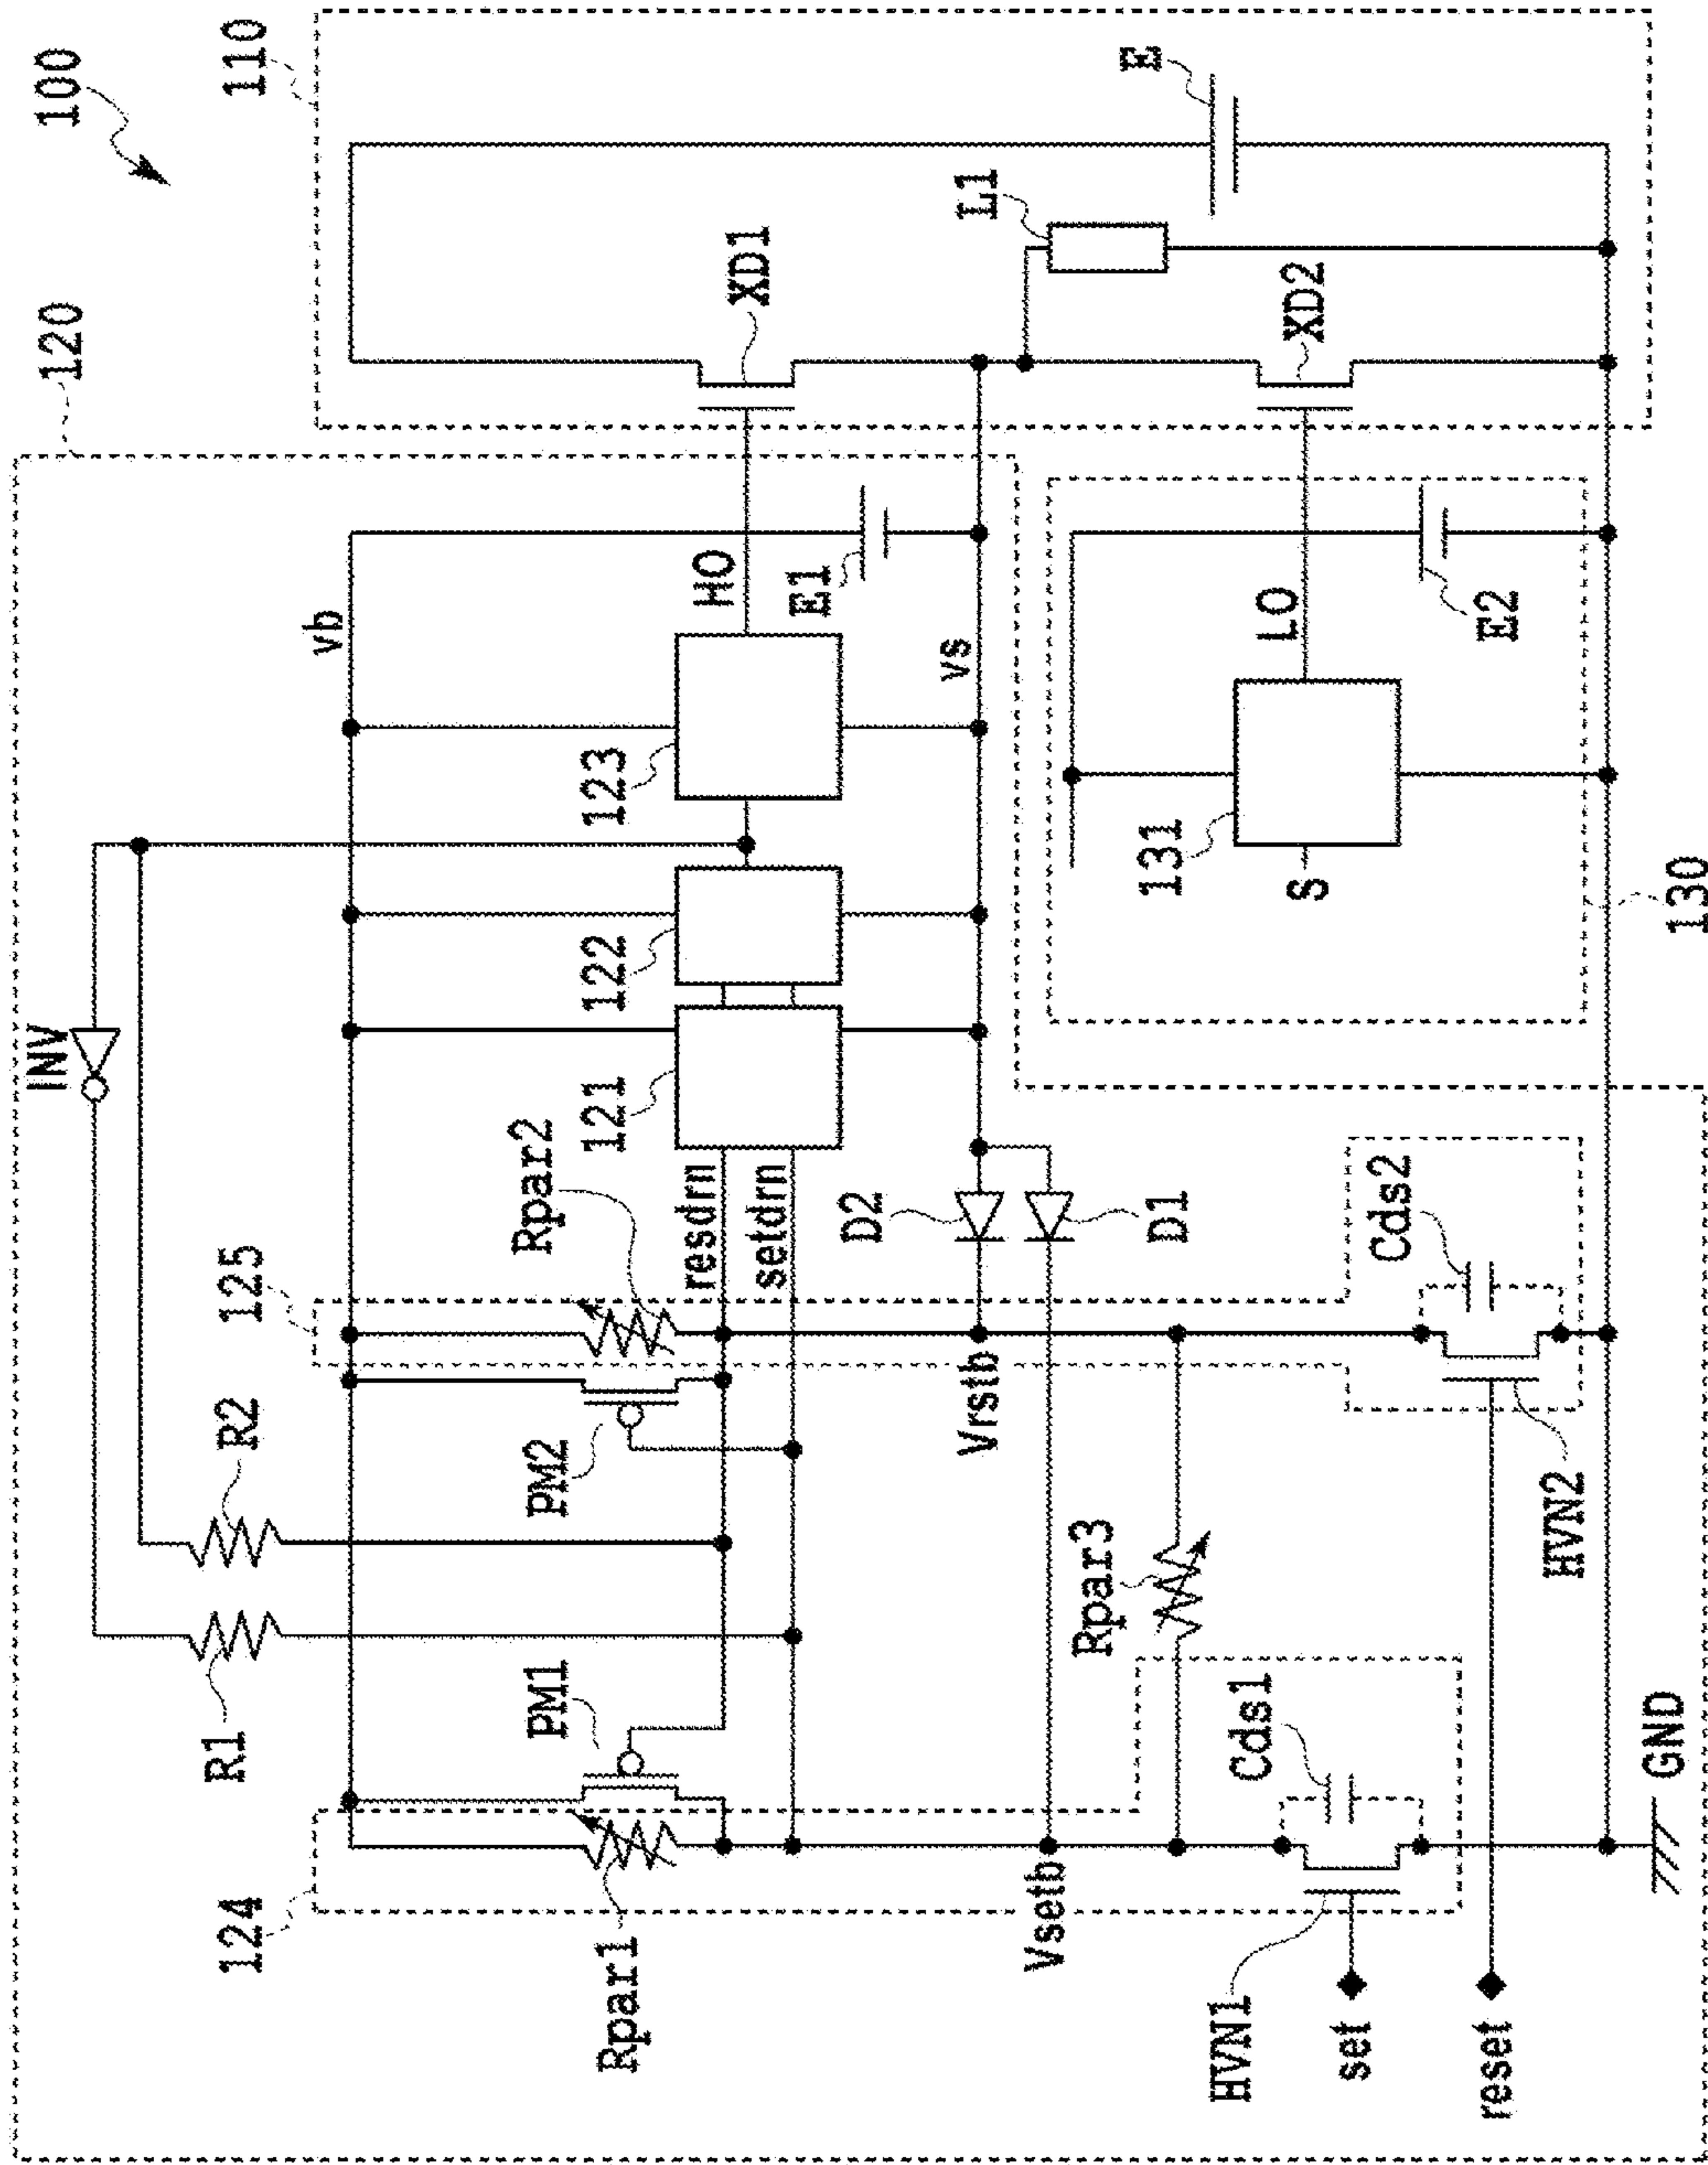 100
120
110
INV
vb
124
R1
R2
125
Rpar1
PM1
PM2
Rpar2
121
122
123
HO
E1
XD1
resdrn
setdrn
vs
L1
E
D2
D1
Vrstb
Vsetb
Rpar3
131
S
LO
E2
XD2
HVN1
Cds1
Cds2
set
reset
HVN2
GND
130